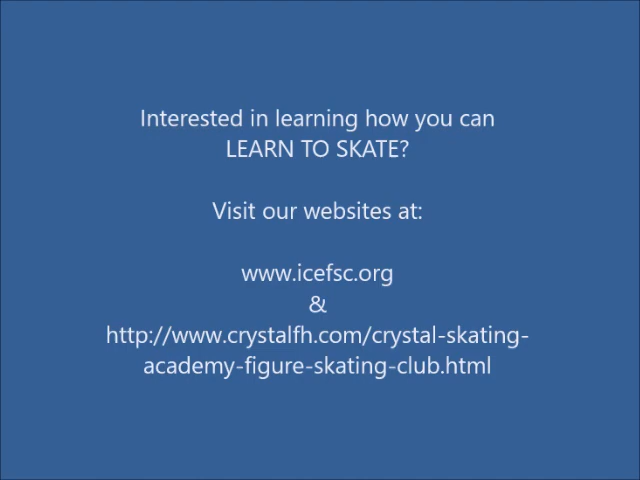 Interested in learning how you can
LEARN TO SKATE?
Visit our websites at:
www.icefsc.org
&
http://www.crystalfh.com/crystal-skating-
academy-figure-skating-club.html